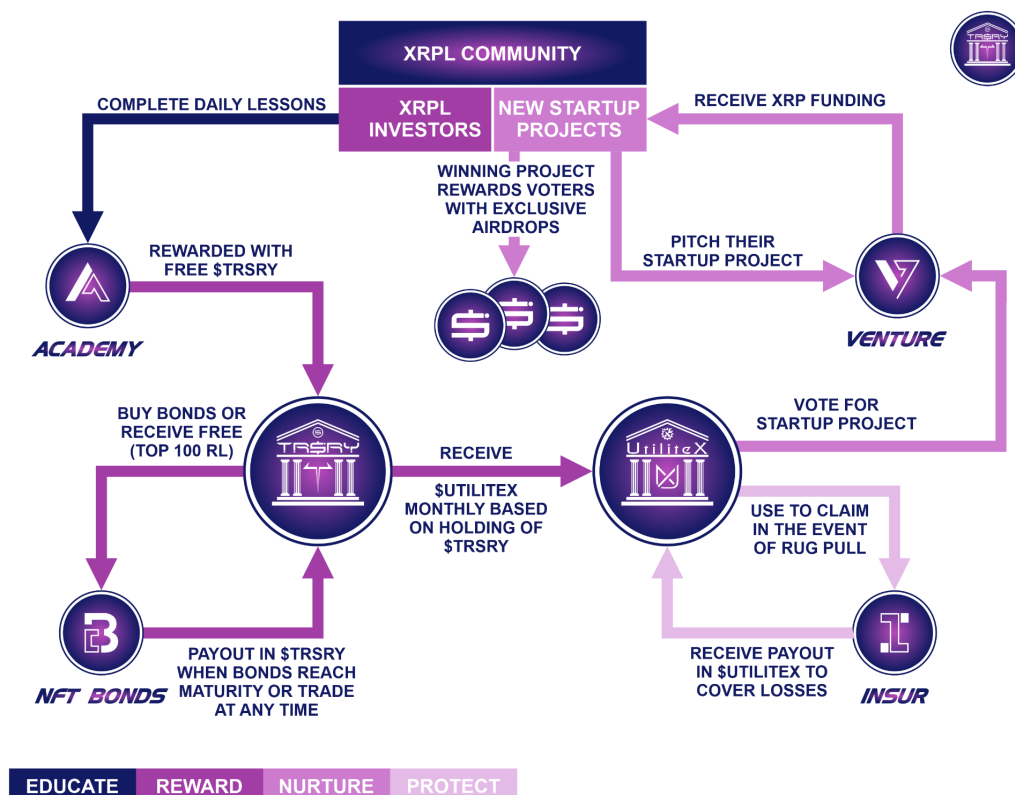 XRPL COMMUNITY
TR$RY
COMPLETE DAILY LESSONS
XRPL
INVESTORS
NEW STARTUP
PROJECTS
RECEIVE XRP FUNDING
WINNING PROJECT
REWARDS VOTERS
WITH EXCLUSIVE
AIRDROPS
REWARDED WITH
FREE $TRSRY
PITCH THEIR
STARTUP PROJECT
ACADEMY
VENTURE
BUY BONDS OR
RECEIVE FREE
(TOP 100 RL)
TR$RY
RECEIVE
$UTILITEX
MONTHLY BASED
ON HOLDING OF
$TRSRY
UtiliteX
VOTE FOR
STARTUP PROJECT
USE TO CLAIM
IN THE EVENT
OF RUG PULL
NFT BONDS
PAYOUT IN $TRSRY
WHEN BONDS REACH
MATURITY OR TRADE
AT ANY TIME
RECEIVE PAYOUT
IN $UTILITEX TO
COVER LOSSES
INSUR
EDUCATE
REWARD
NURTURE
PROTECT